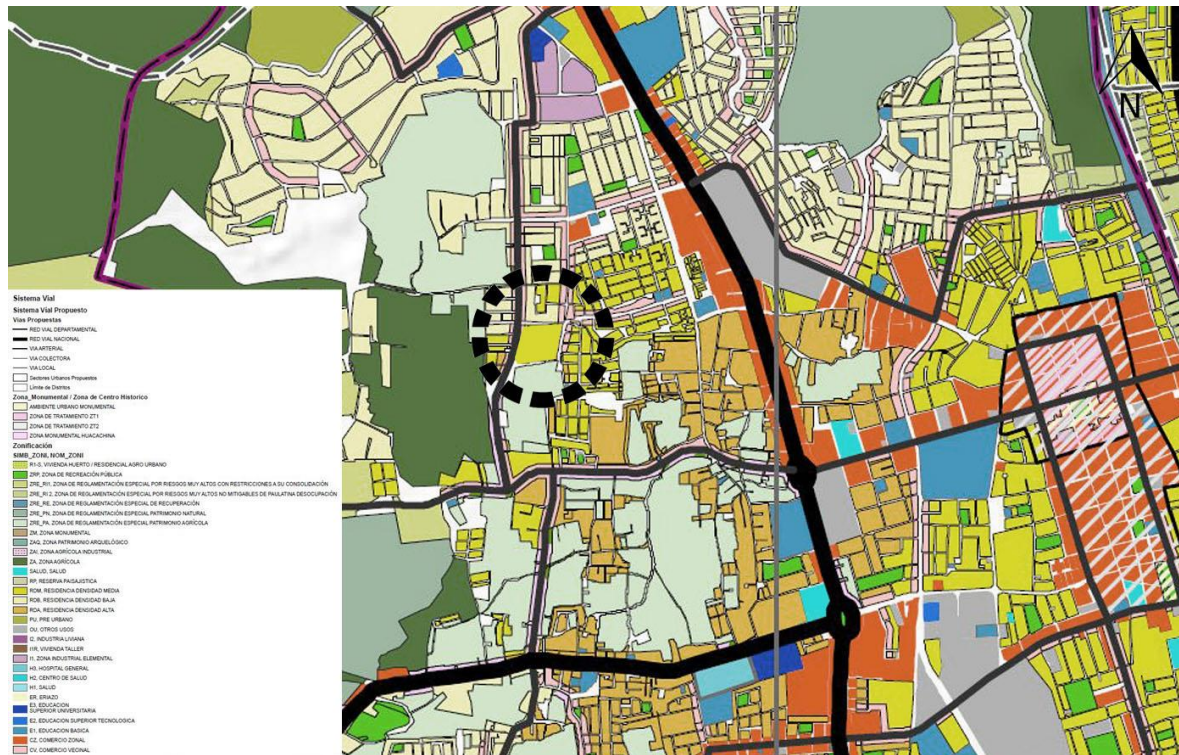 N
Sistema Vial
Sistema Vial Propuesto
Vías Propuestas
RED VIAL DEPARTAMENTAL
RED VIAL NACIONAL
VIA ARTERIAL
VIA COLECTORA
VIA LOCAL
Sectores Urbanos Propuestos
Límite de Distritos
Zona_Monumental / Zona de Centro Historico
AMBIENTE URBANO MONUMENTAL
ZONA DE TRATAMIENTO ZT1
ZONA DE TRATAMIENTO ZT2
ZONA MONUMENTAL HUACACHINA
Zonificación
SIMB_ZONI, NOM_ZONI
R1-S, VIVIENDA HUERTO / RESIDENCIAL AGRO URBANO
ZRP, ZONA DE RECREACIÓN PÚBLICA
ZRE_RI1, ZONA DE REGLAMENTACIÓN ESPECIAL POR RIESGOS MUY ALTOS CON RESTRICCIONES A SU CONSOLIDACIÓN
ZRE_RI 2, ZONA DE REGLAMENTACIÓN ESPECIAL POR RIESGOS MUY ALTOS NO MITIGABLES DE PAULATINA DESOCUPACIÓN
ZRE_RE, ZONA DE REGLAMENTACIÓN ESPECIAL DE RECUPERACIÓN
ZRE_PN, ZONA DE REGLAMENTACIÓN ESPECIAL PATRIMONIO NATURAL
ZRE_PA, ZONA DE REGLAMENTACIÓN ESPECIAL PATRIMONIO AGRÍCOLA
ZM, ZONA MONUMENTAL
ZAQ, ZONA PATRIMONIO ARQUELÓGICO
ZAI, ZONA AGRÍCOLA INDUSTRIAL
ZA, ZONA AGRÍCOLA
SALUD, SALUD
RP, RESERVA PAISAJISTICA
RDM, RESIDENCIA DENSIDAD MEDIA
RDB, RESIDENCIA DENSIDAD BAJA
RDA, RESIDENCIA DENSIDAD ALTA
PU, PRE URBANO
OU, OTROS USOS
I2, INDUSTRIA LIVIANA
I1R, VIVIENDA TALLER
I1, ZONA INDUSTRIAL ELEMENTAL
H3, HOSPITAL GENERAL
H2, CENTRO DE SALUD
H1, SALUD
ER, ERIAZO
E3, EDUCACION
SUPERIOR UNIVERSITARIA
E2, EDUCACION SUPERIOR TECNOLOGICA
E1, EDUCACION BASICA
CZ, COMERCIO ZONAL
CV, COMERCIO VECINAL